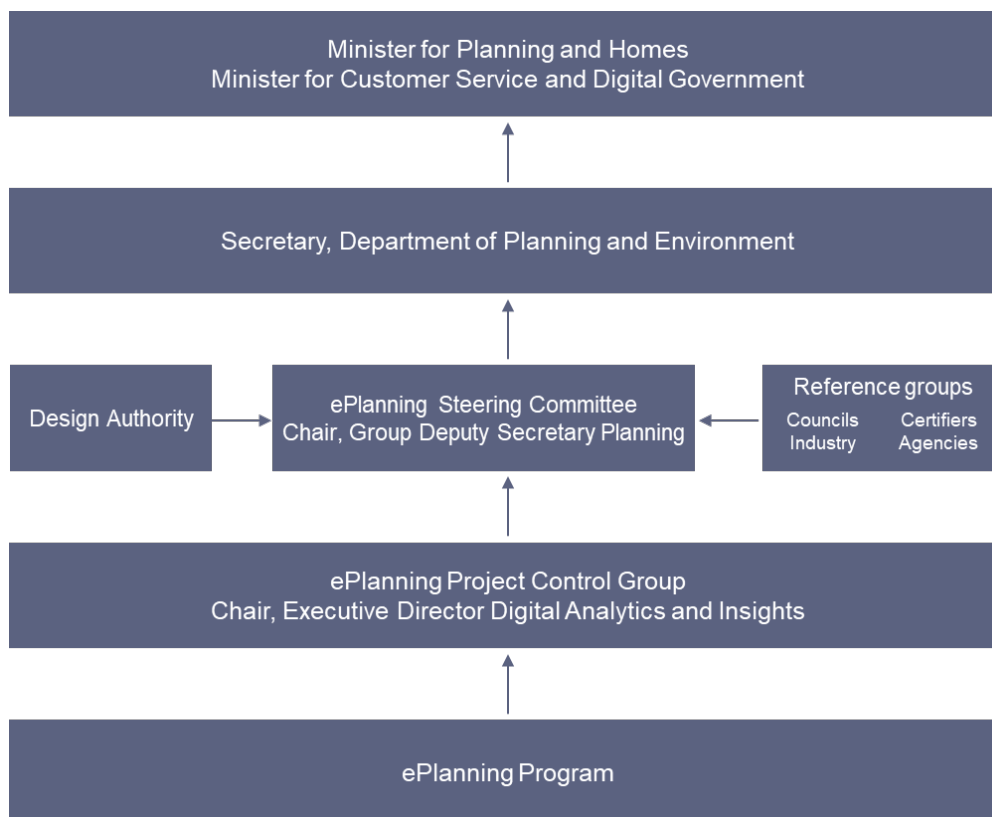 Minister for Planning and Homes
Minister for Customer Service and Digital Government
Secretary, Department of Planning and Environment
Design Authority
ePlanning Steering Committee
Chair, Group Deputy Secretary Planning
Reference groups
Councils Certifiers
Industry Agencies
ePlanning Project Control Group
Chair, Executive Director Digital Analytics and Insights
ePlanning Program